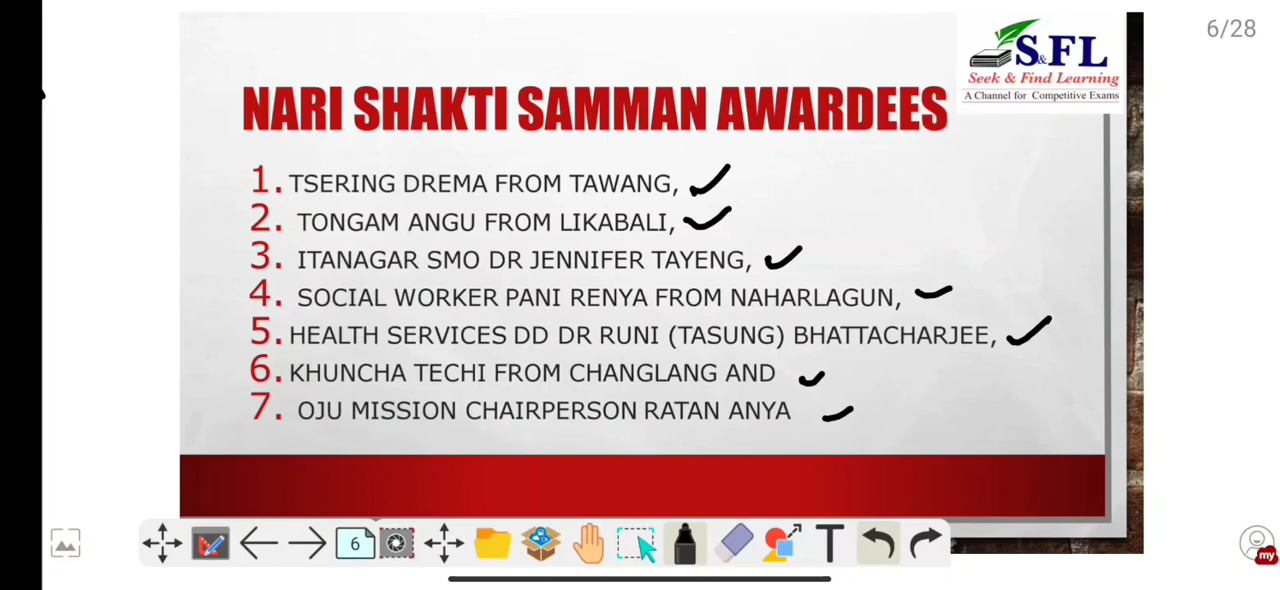 6/28
S&FL
Seek & Find Learning
A Channel for Competitive Exams
NARI SHAKTI SAMMAN AWARDEES
1. TSERING DREMA FROM TAWANG,
2. TONGAM ANGU FROM LIKABALI,
3. ITANAGAR SMO DR JENNIFER TAYENG,
4. SOCIAL WORKER PANI RENYA FROM NAHARLAGUN,
5. HEALTH SERVICES DD DR RUNI (TASUNG) BHATTACHARJEE,
6. KHUNCHA TECHI FROM CHANGLANG AND
7. OJU MISSION CHAIRPERSON RATAN ANYA
6
T
my